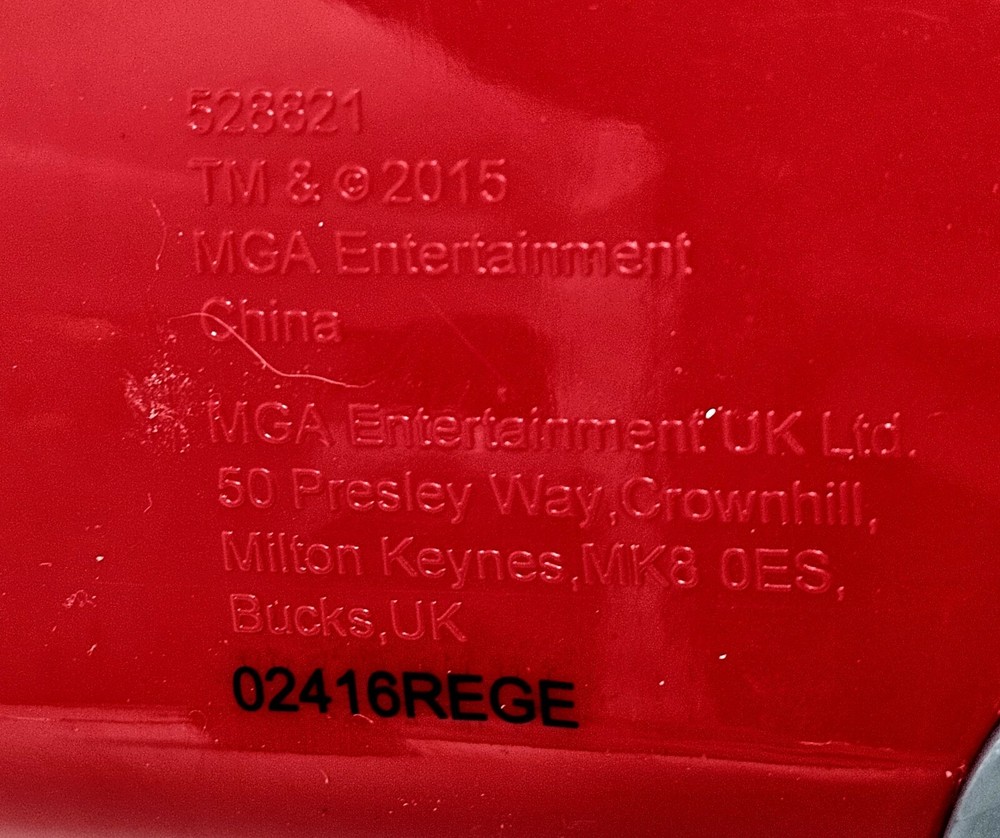 528821
TM & © 2015
MGA Entertainment
China
MGA Entertainment UK Ltd.
50 Presley Way,Crownhill,
Milton Keynes,MK8 0ES,
Bucks,UK
02416REGE